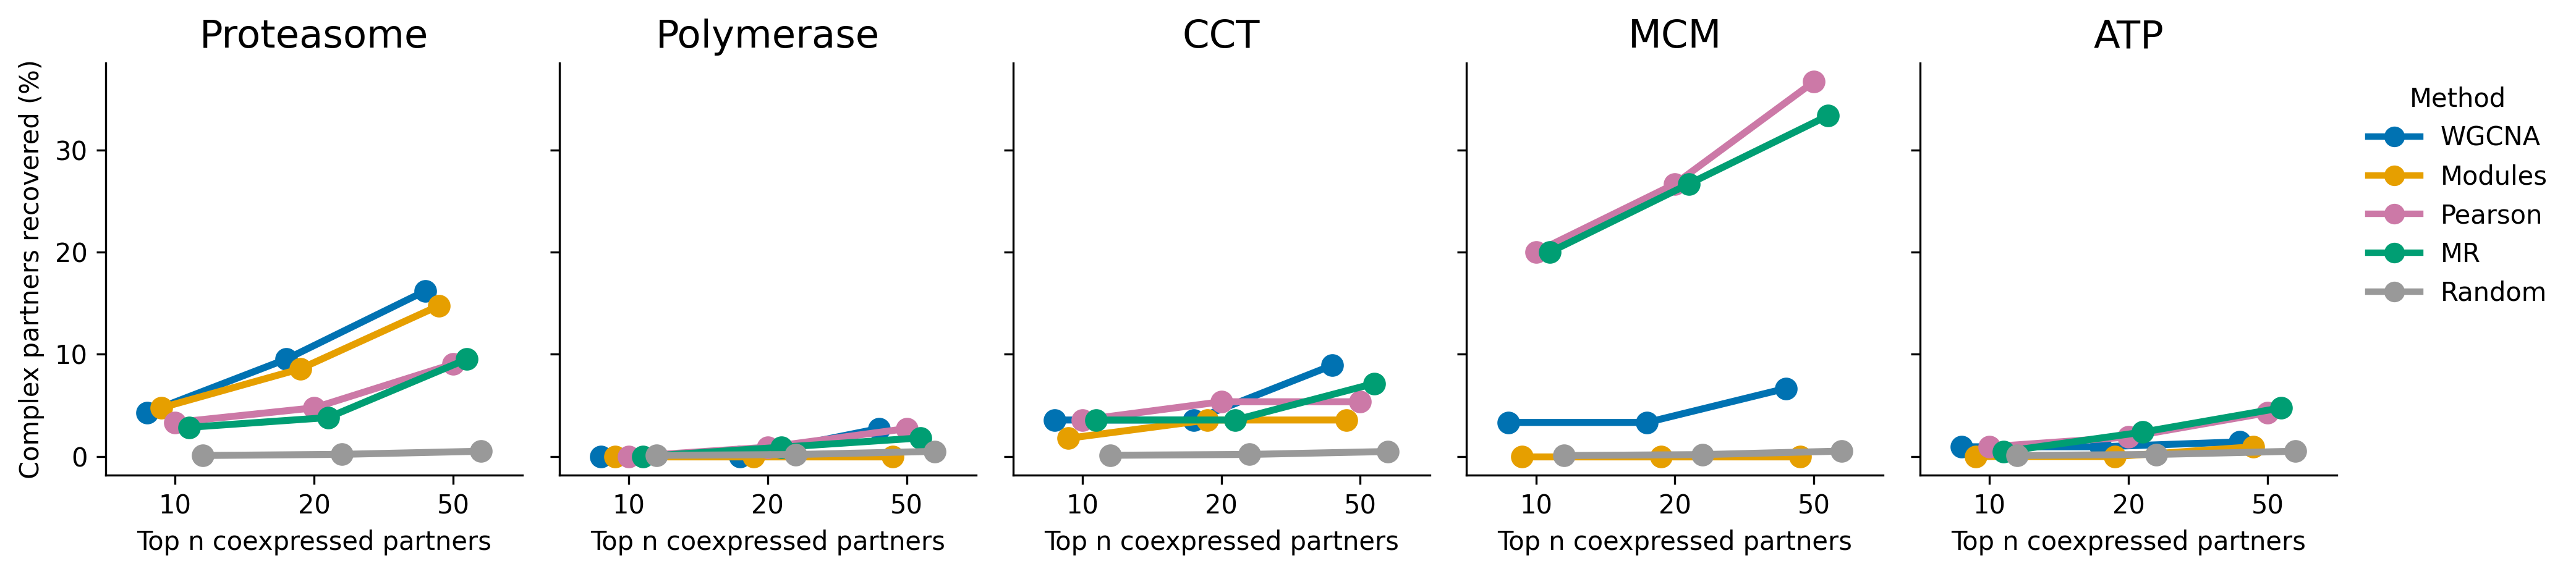 Proteasome
Polymerase
CCT
MCM
ATP
Complex partners recovered (%)
30
20
10
0
10 20 50
10 20 50
10 20 50
10 20 50
10 20 50
Top n coexpressed partners
Top n coexpressed partners
Top n coexpressed partners
Top n coexpressed partners
Top n coexpressed partners
Method
WGCNA
Modules
Pearson
MR
Random